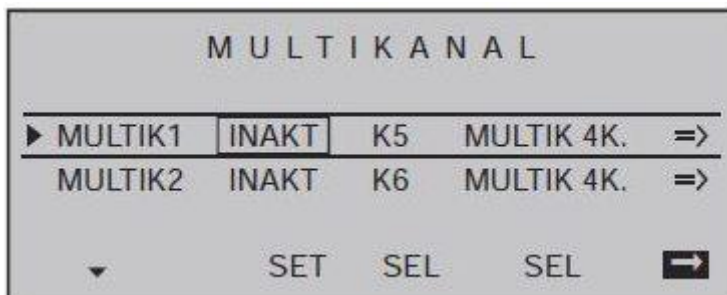 MULTIKANAL
MULTIK1 INAKT K5 MULTIK 4K. =>
MULTIK2 INAKT K6 MULTIK 4K. =>
SET SEL SEL